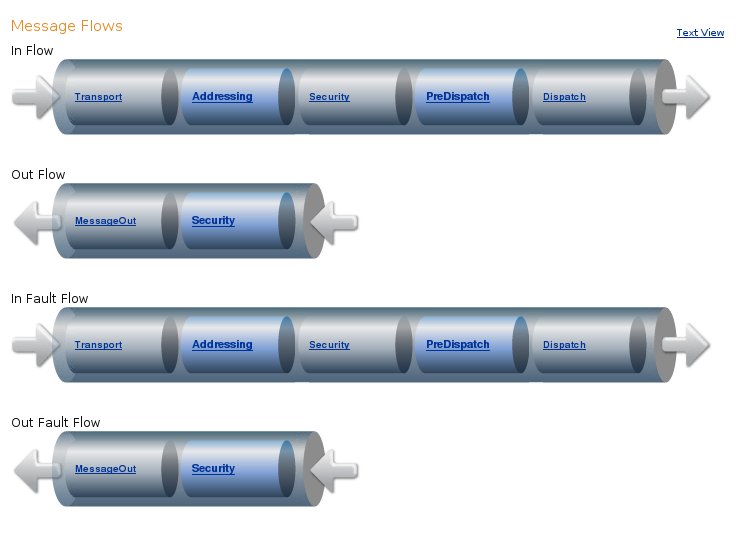 Message Flows
Text View
In Flow
Transport Addressing Security PreDispatch Dispatch
Out Flow
MessageOut Security
In Fault Flow
Transport Addressing Security PreDispatch Dispatch
Out Fault Flow
MessageOut Security